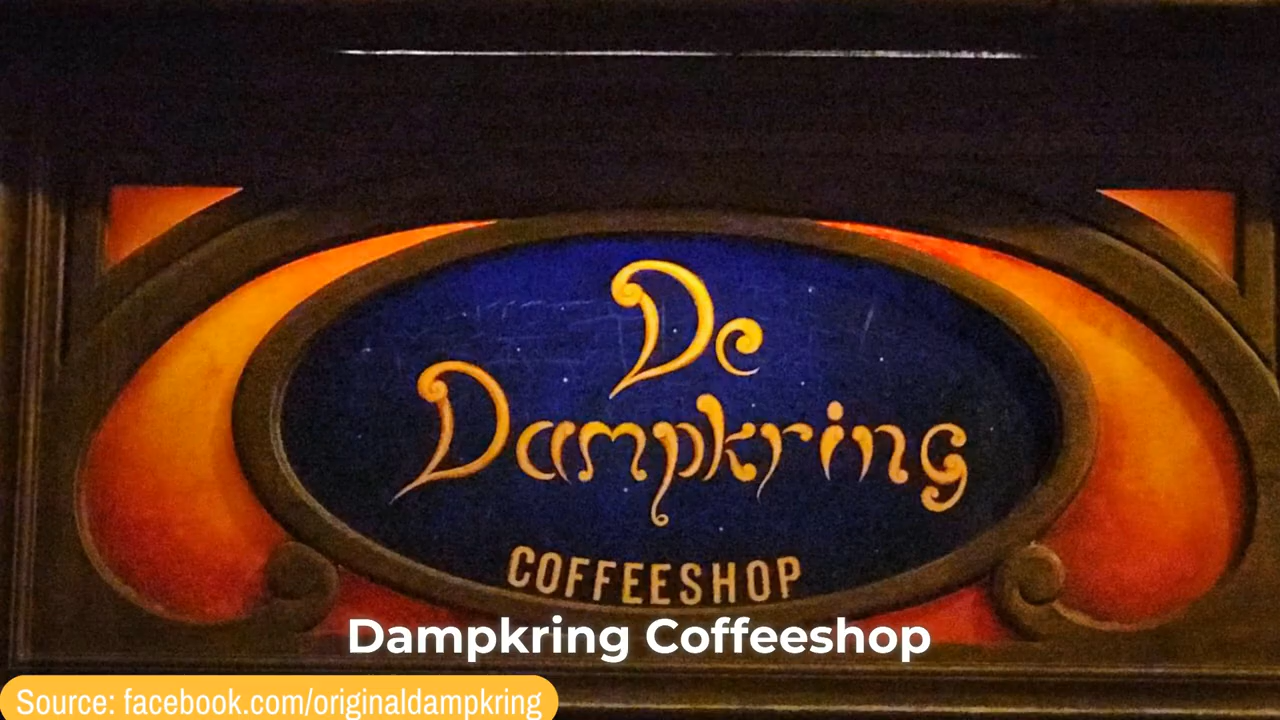 De
Dampkring
COFFEESHOP
Dampkring Coffeeshop
Source: facebook.com/originaldampkring